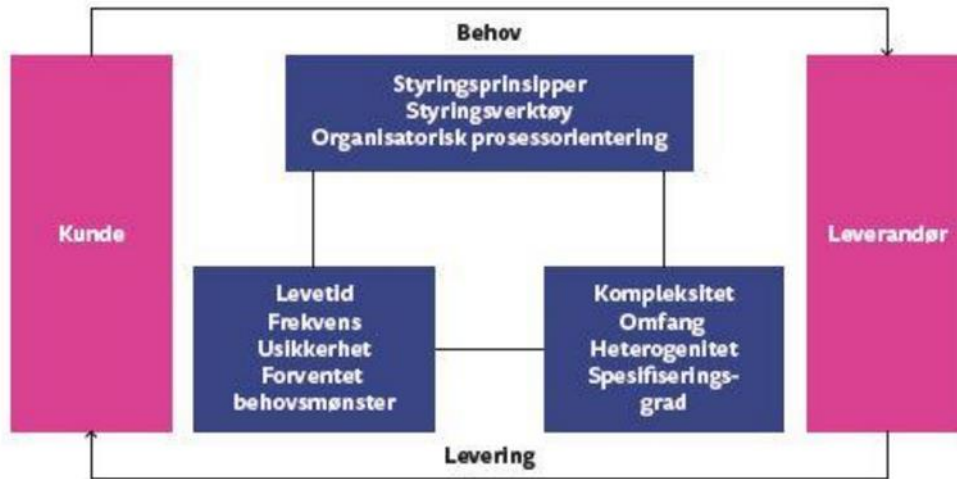 Behov
Styringsprinsipper
Styringsverktøy
Organisatorisk prosessorientering
Kunde
Leverandør
Levetid
Frekvens
Usikkerhet
Forventet
behovsmønster
Kompleksitet
Omfang
Heterogenitet
Spesifiserings-
grad
Levering